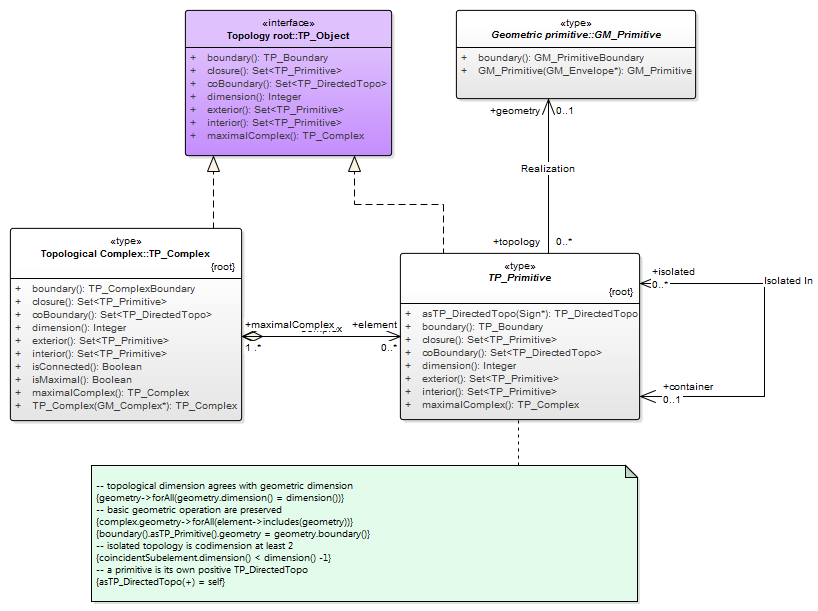 «interface»
Topology root::TP_Object
+ boundary(): TP_Boundary
+ closure(): Set<TP_Primitive>
+ coBoundary(): Set<TP_DirectedTopo>
+ dimension(): Integer
+ exterior(): Set<TP_Primitive>
+ interior(): Set<TP_Primitive>
+ maximalComplex(): TP_Complex
«type»
Geometric primitive::GM_Primitive
+ boundary(): GM_PrimitiveBoundary
+ GM_Primitive(GM_Envelope*): GM_Primitive
+geometry 0..1
Realization
+topology 0..*
«type»
Topological Complex::TP_Complex
{root}
+ boundary(): TP_ComplexBoundary
+ closure(): Set<TP_Primitive>
+ coBoundary(): Set<TP_DirectedTopo>
+ dimension(): Integer
+ exterior(): Set<TP_Primitive>
+ interior(): Set<TP_Primitive>
+ isConnected(): Boolean
+ isMaximal(): Boolean
+ maximalComplex(): TP_Complex
+ TP_Complex(GM_Complex*): TP_Complex
+maximalComplex +element
Complex
1..* 0..*
«type»
TP_Primitive
{root}
+ asTP_DirectedTopo(Sign*): TP_DirectedTopo
+ boundary(): TP_Boundary
+ closure(): Set<TP_Primitive>
+ coBoundary(): Set<TP_DirectedTopo>
+ dimension(): Integer
+ exterior(): Set<TP_Primitive>
+ interior(): Set<TP_Primitive>
+ maximalComplex(): TP_Complex
+isolated
0..*
Isolated In
+container
0..1
-- topological dimension agrees with geometric dimension
{geometry->forAll(geometry.dimension() = dimension())}
-- basic geometric operation are preserved
{complex.geometry->forAll(element->includes(geometry))}
{boundary().asTP_Primitive().geometry = geometry.boundary()}
-- isolated topology is codimension at least 2
{coincidentSubelement.dimension() < dimension() -1}
-- a primitive is its own positive TP_DirectedTopo
{asTP_DirectedTopo(+) = self}